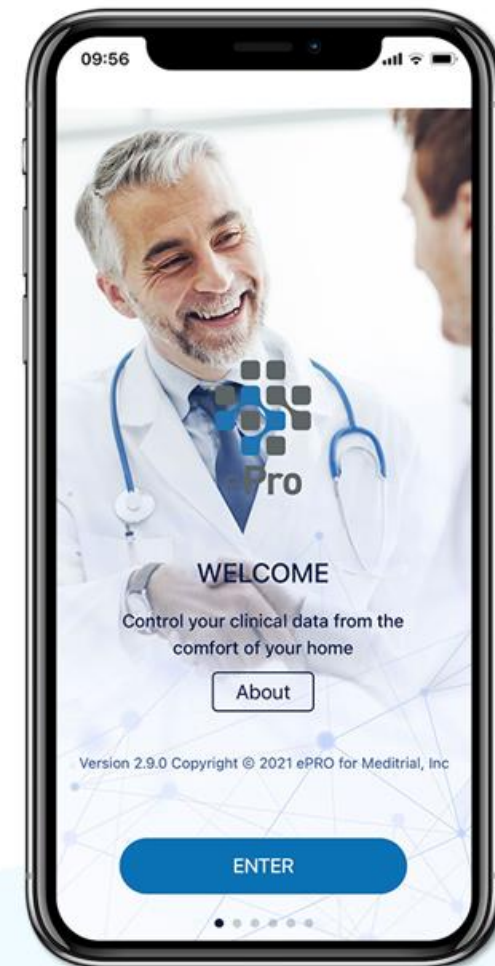 09:56
ePro
WELCOME
Control your clinical data from the
comfort of your home
About
Version 2.9.0 Copyright © 2021 ePRO for Meditrial, Inc
ENTER